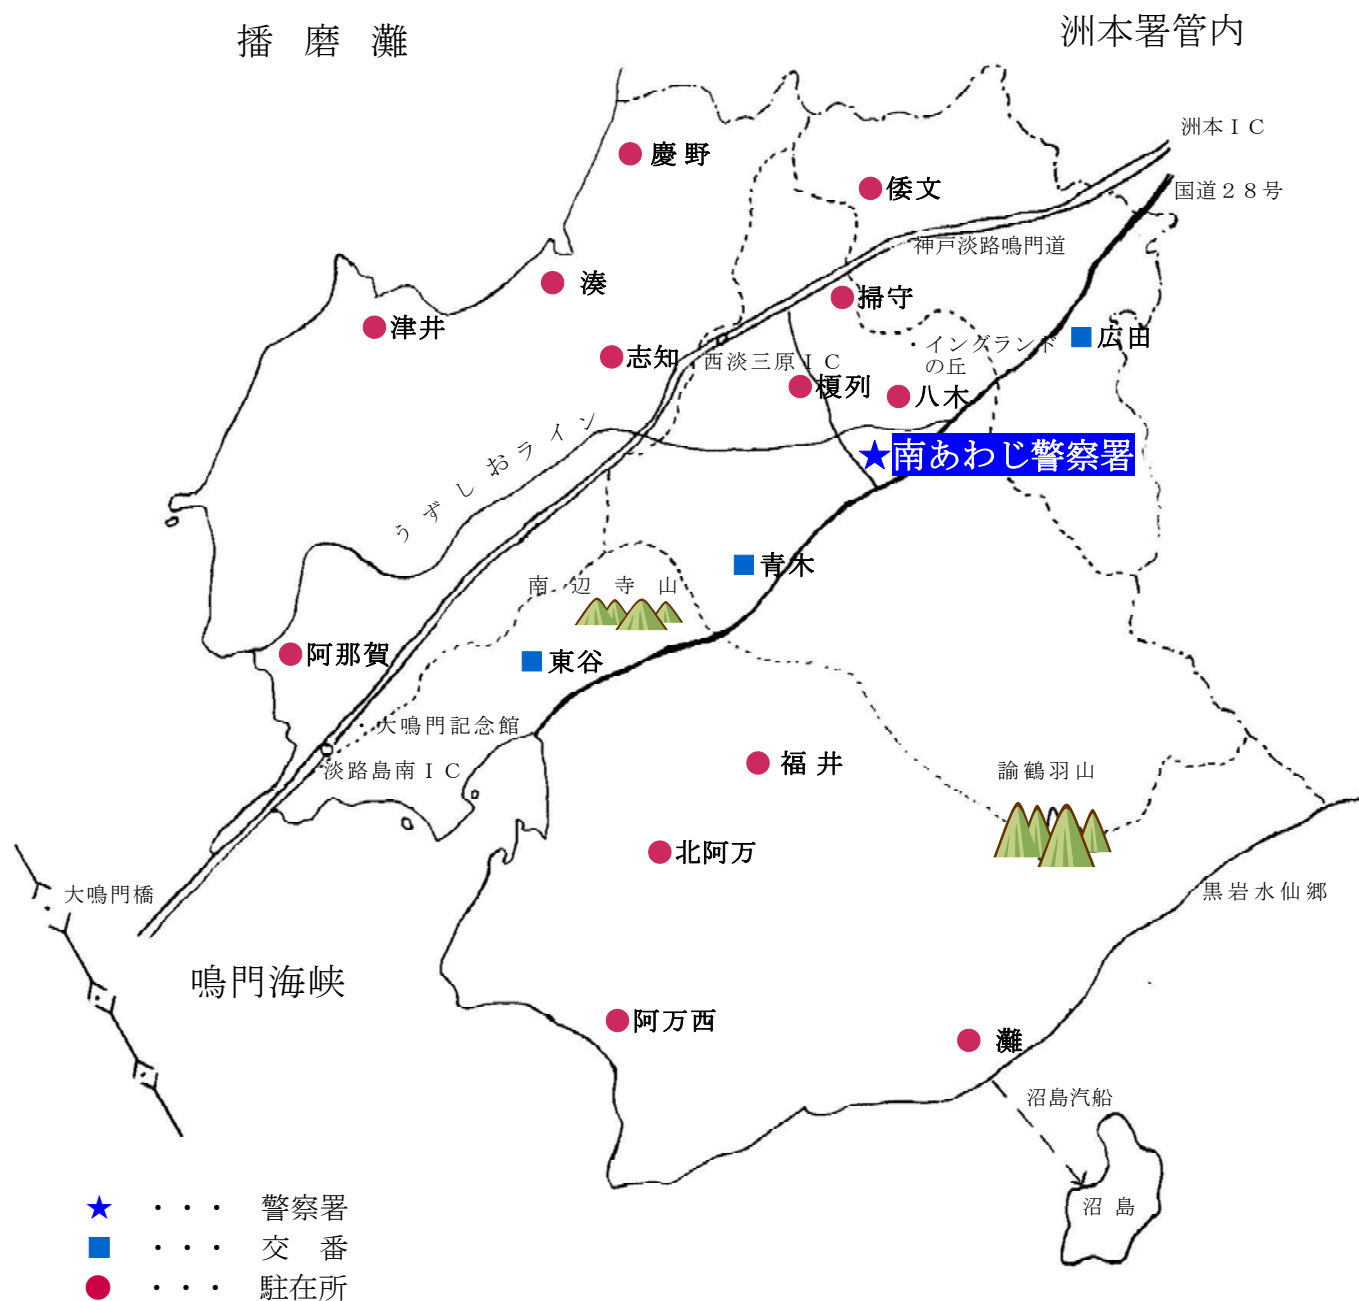 播磨灘
洲本署管内
洲本ＩＣ
慶野
国道２８号
倭文
神戸淡路鳴門道
湊
掃守
津井
広田
イングランド
の丘
志知
西淡三原ＩＣ
榎列
八木
うずしおライン
南あわじ警察署
青木
南辺寺山
阿那賀
東谷
・大鳴門記念館
淡路島南ＩＣ
福井
諭鶴羽山
北阿万
大鳴門橋
黒岩水仙郷
鳴門海峡
阿万西
灘
沼島汽船
沼島
★・・・警察署
■・・・交番
●・・・駐在所